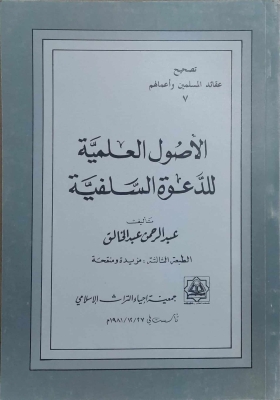 تصحيح
عقائد المسلمين وأعمالهم
٧
الأصول العلمية
للدعوة السلفية
تأليف
عبدالرحمن عبدالخالق
الطبعة الثالثة، مزيدة ومنقحة
جمعية إحياء التراث الإسلامي
تأسست في ١٩٨١/١٢/٢٧م